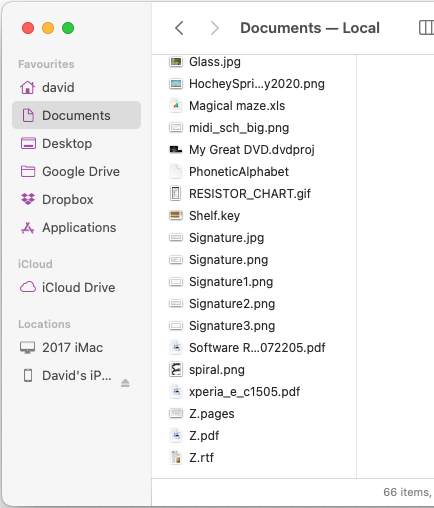 Documents — Local
Favourites
david
Documents
Desktop
Google Drive
Dropbox
Applications
iCloud
iCloud Drive
Locations
2017 iMac
David's iP...
Glass.jpg
HocheySpri...y2020.png
Magical maze.xls
midi_sch_big.png
My Great DVD.dvdproj
PhoneticAlphabet
RESISTOR_CHART.gif
Shelf.key
Signature.jpg
Signature.png
Signature1.png
Signature2.png
Signature3.png
Software R...072205.pdf
spiral.png
xperia_e_c1505.pdf
Z.pages
Z.pdf
Z.rtf
66 items,